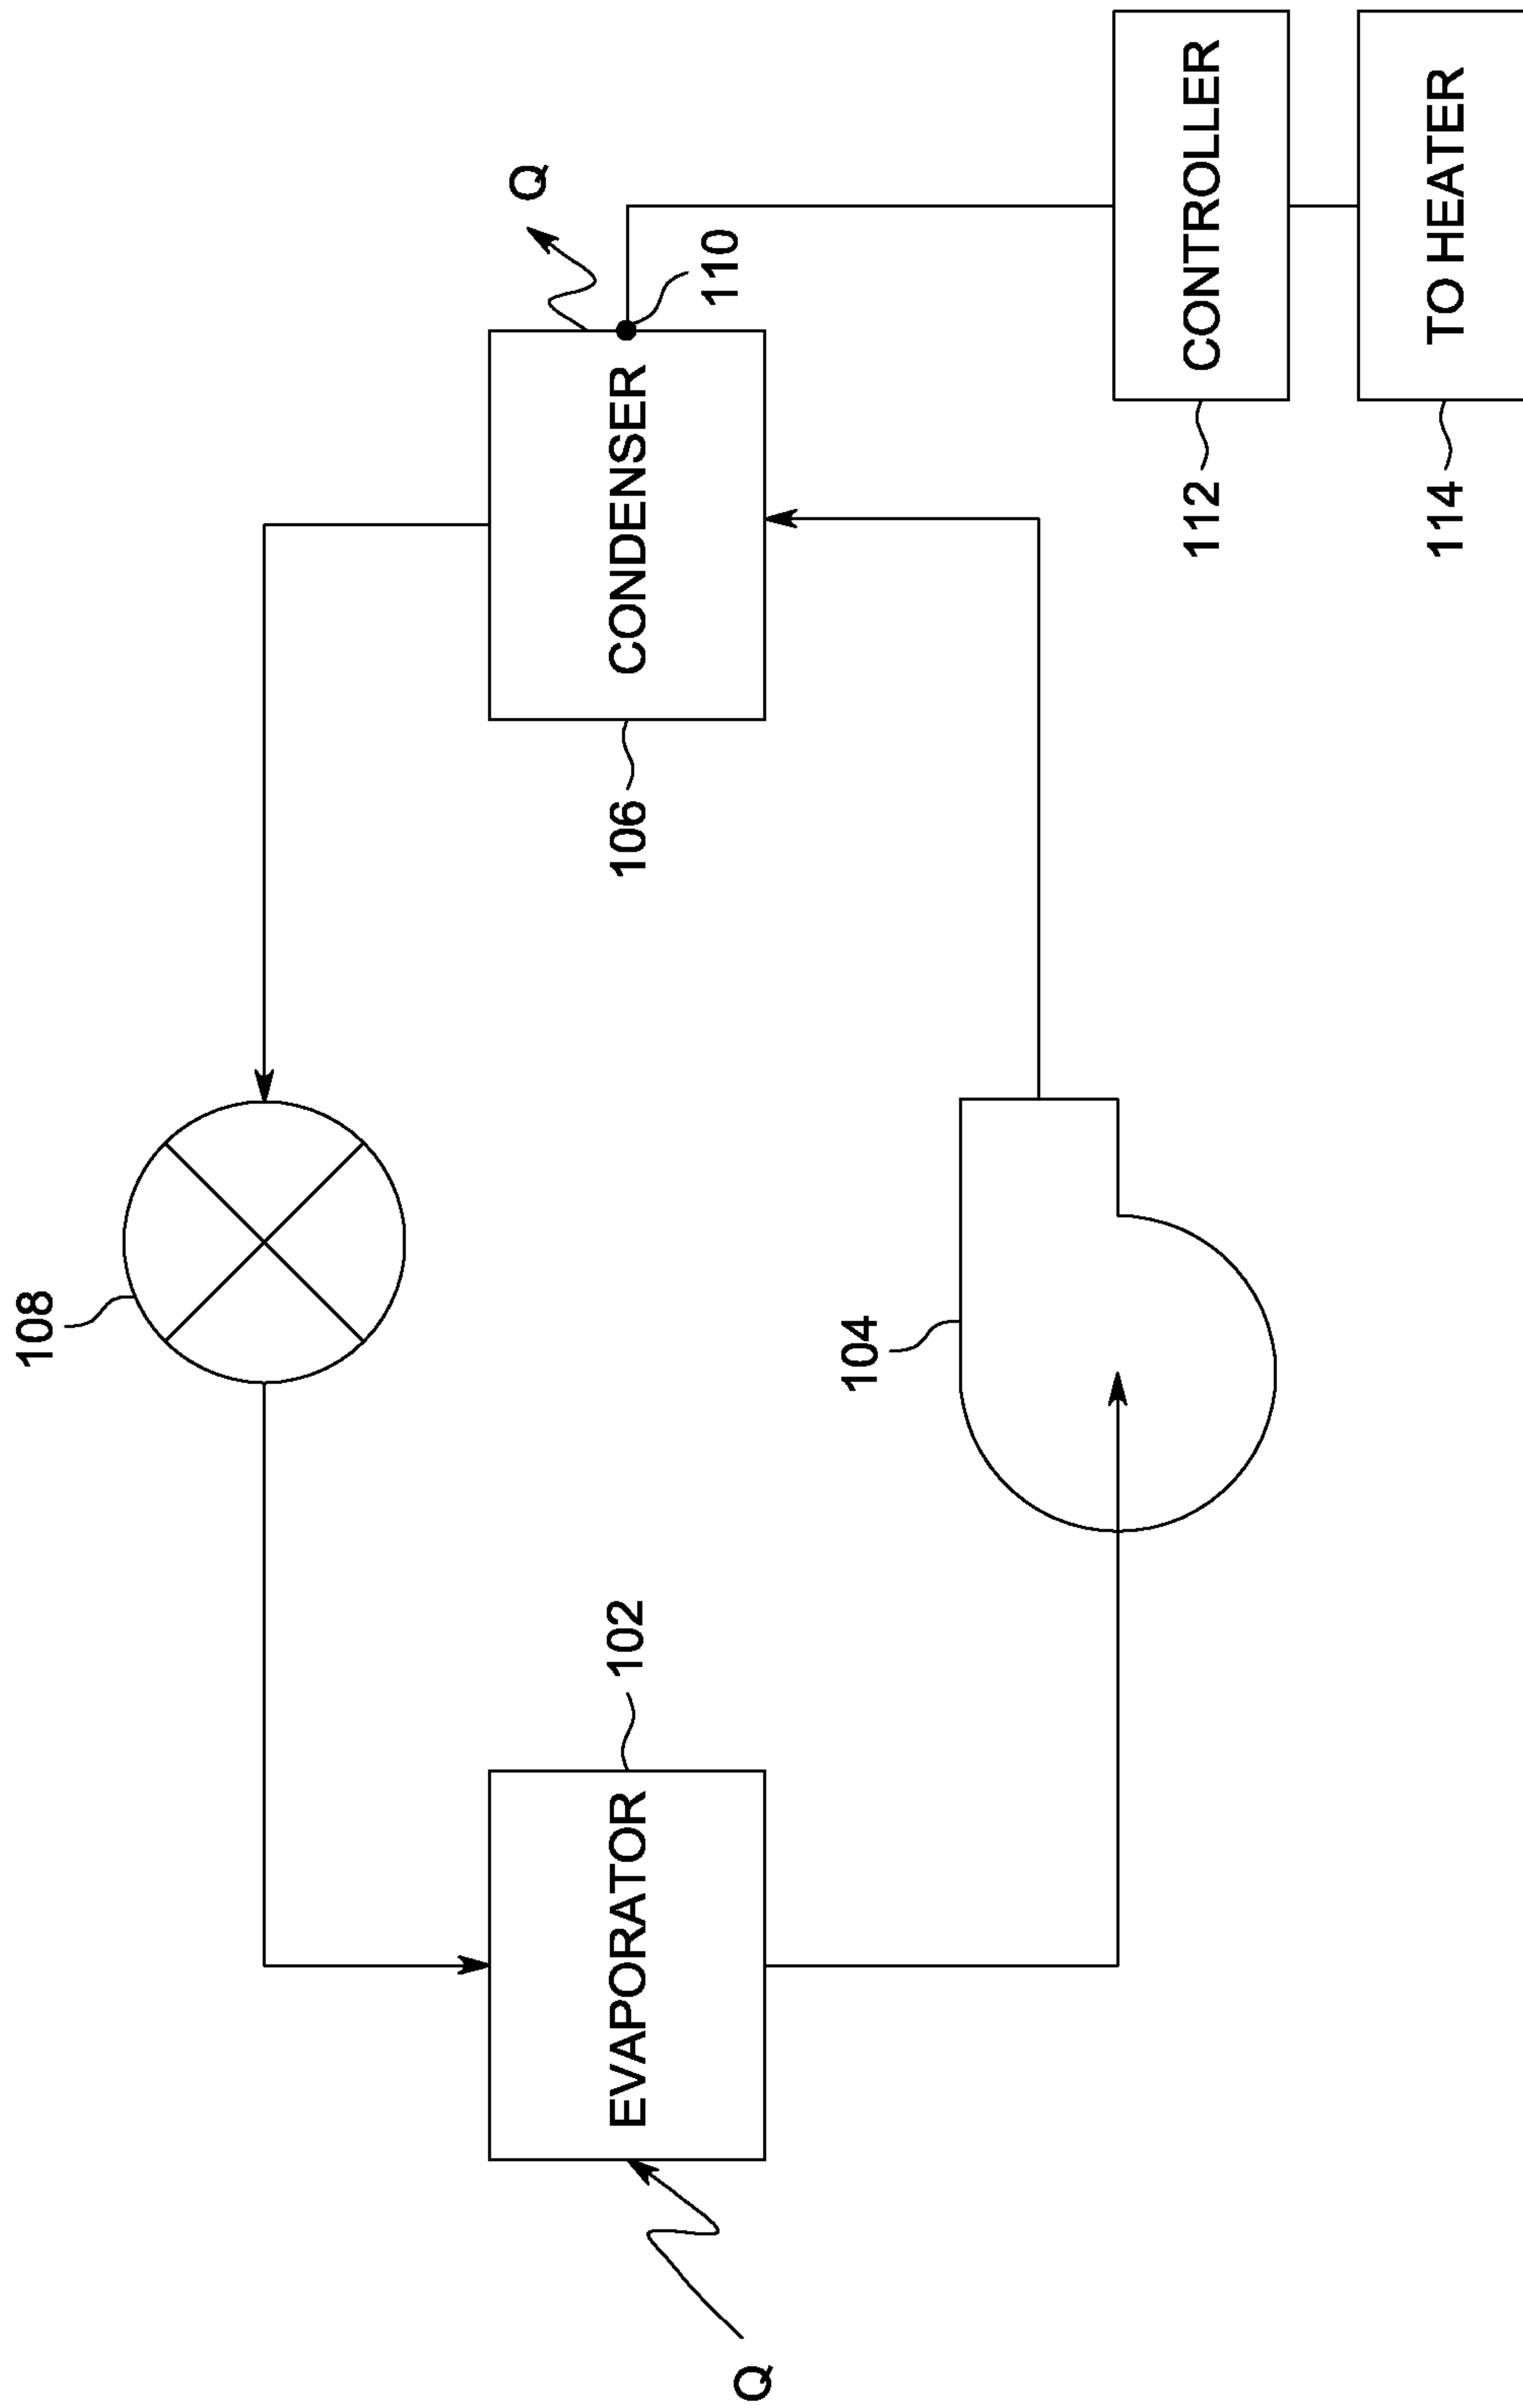 108
EVAPORATOR
102
Q
104
CONDENSER
106
Q
110
CONTROLLER
112
TO HEATER
114